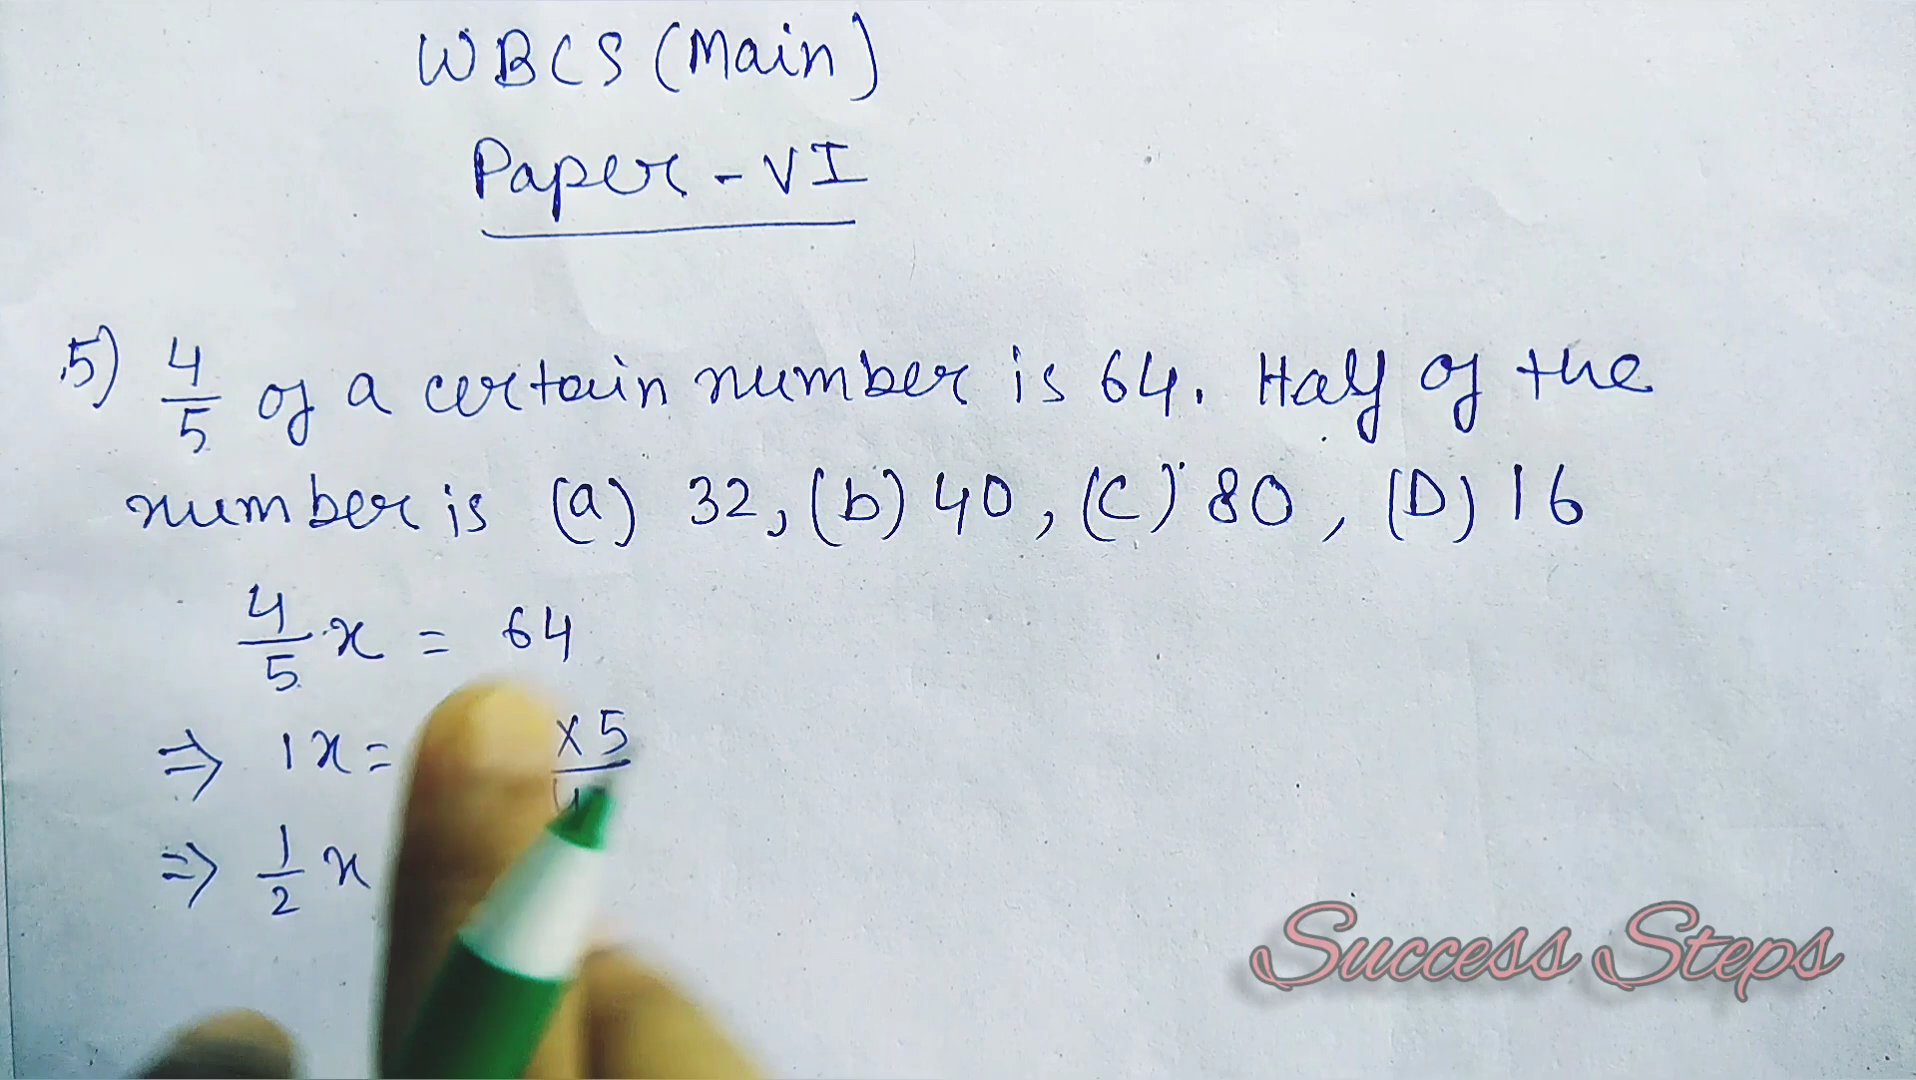 WBCS (Main)
Paper - VI
5) 4/5 of a certain number is 64. Half of the
number is (a) 32, (b) 40, (C) 80, (D) 16
4/5 x = 64
⇒ 1x = × 5
⇒ 1/2 x
Success Steps